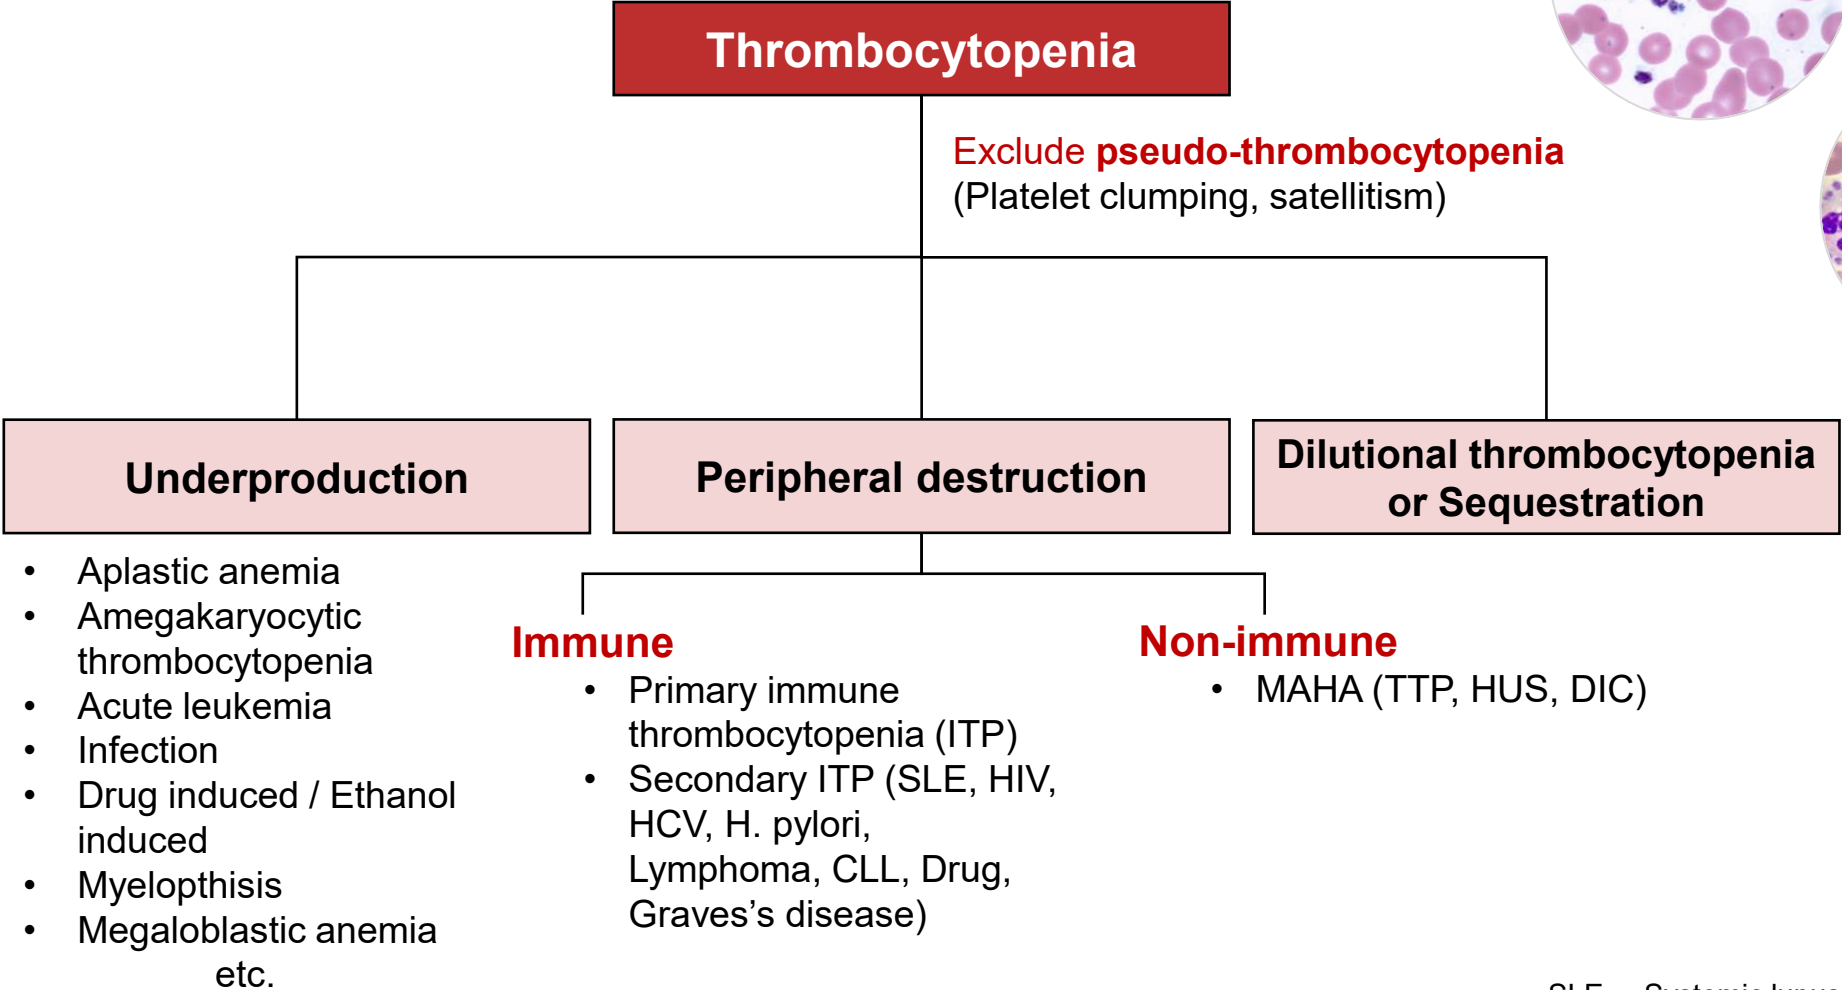 Thrombocytopenia
Exclude pseudo-thrombocytopenia
(Platelet clumping, satellitism)
Underproduction
Peripheral destruction
Dilutional thrombocytopenia
or Sequestration
• Aplastic anemia
• Amegakaryocytic
thrombocytopenia
• Acute leukemia
• Infection
• Drug induced / Ethanol
induced
• Myelopthisis
• Megaloblastic anemia
etc.
Immune
• Primary immune
thrombocytopenia (ITP)
• Secondary ITP (SLE, HIV,
HCV, H. pylori,
Lymphoma, CLL, Drug,
Graves’s disease)
Non-immune
• MAHA (TTP, HUS, DIC)